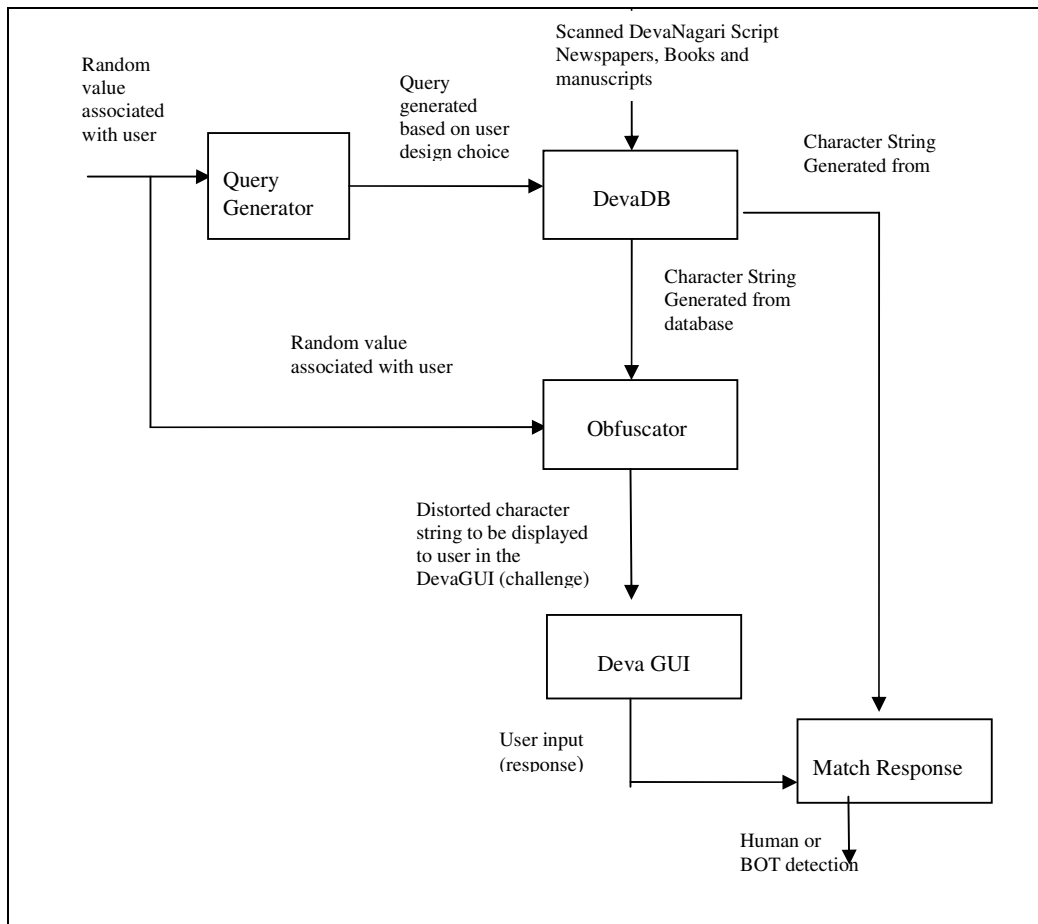 Scanned DevaNagari Script
Newspapers, Books and
manuscripts
Random
value
associated
with user
Query
generated
based on user
design choice
Character String
Generated from
Query
Generator
DevaDB
Character String
Generated from
database
Random value
associated with user
Obfuscator
Distorted character
string to be displayed
to user in the
DevaGUI (challenge)
Deva GUI
User input
(response)
Match Response
Human or
BOT detection